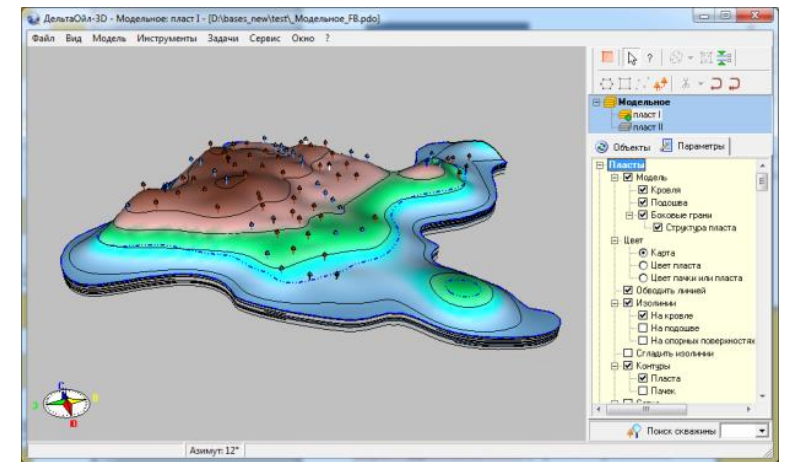 ДельтаОйл-3D - Модельное: пласт I - [D:\bases_new\test\_Модельное_FB.pdo]
Файл Вид Модель Инструменты Задачи Сервис Окно ?
Модельное
пласт I
пласт II
Объекты Параметры
Пласты
Модель
Кровля
Подошва
Боковые грани
Структура пласта
Цвет
Карта
Цвет пласта
Цвет пачки или пласта
Обводить линией
Изолинии
На кровле
На подошве
На опорных поверхностях
Сгладить изолинии
Контуры
Пласта
Пачек
С
З
В
Ю
Поиск скважины
Азимут: 12°